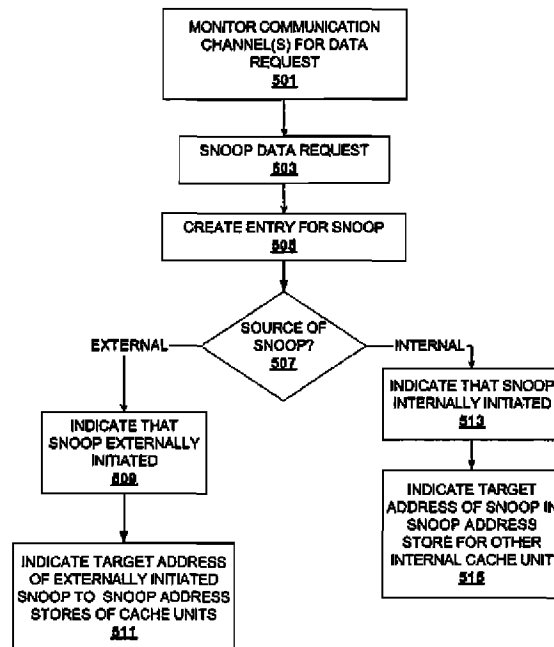 MONITOR COMMUNICATION
CHANNEL(S) FOR DATA
REQUEST
501
SNOOP DATA REQUEST
503
CREATE ENTRY FOR SNOOP
505
SOURCE OF
SNOOP?
507
EXTERNAL
INTERNAL
INDICATE THAT
SNOOP EXTERNALLY
INITIATED
509
INDICATE TARGET ADDRESS
OF EXTERNALLY INITIATED
SNOOP TO SNOOP ADDRESS
STORES OF CACHE UNITS
511
INDICATE THAT SNOOP
INTERNALLY INITIATED
513
INDICATE TARGET
ADDRESS OF SNOOP IN
SNOOP ADDRESS
STORE FOR OTHER
INTERNAL CACHE UNIT
515